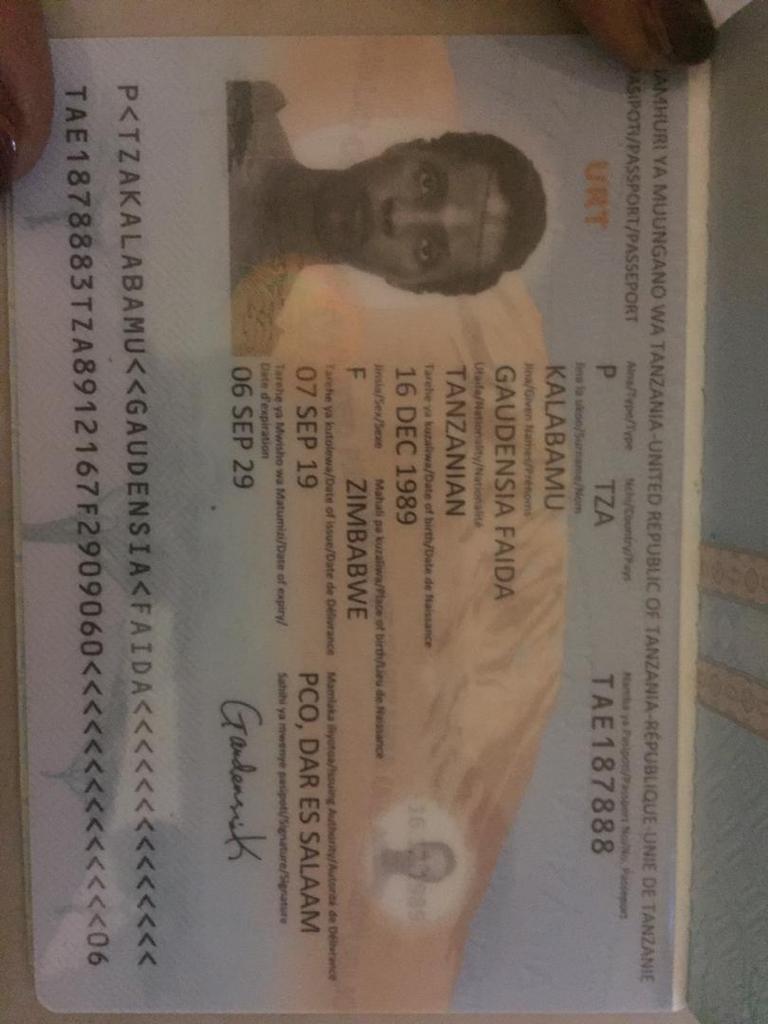 JAMHURI YA MUUNGANO WA TANZANIA-UNITED REPUBLIC OF TANZANIA-RÉPUBLIQUE-UNIE DE TANZANIE
PASIPOTI/PASSPORT/PASSEPORT
Aina/Type/Type Nchi/Country/Pays Namba ya Pasipoti/Passport No/No. Passeport
URT
P TZA TAE187888
Jina la ukoo/Surname/Nom
KALABAMU
Jina/Given Names/Prénoms
GAUDENSIA FAIDA
Utaifa/Nationality/Nationalité
TANZANIAN
Tarehe ya kuzaliwa/Date of birth/Date de Naissance
16 DEC 1989
Jinsia/Sex/Sexe Mahali pa kuzaliwa/Place of birth/Lieu de Naissance
F ZIMBABWE
Tarehe ya kutolewa/Date of issue/Date de Délivrance Mamlaka iliyotoa/Issuing Authority/Autorité de Délivrance
07 SEP 19 PCO, DAR ES SALAAM
Tarehe ya Mwisho wa Matumizi/Date of expiry/ Sahihi ya mwenye pasipoti/Signature/Signature
Date d'expiration
06 SEP 29
GaudensiaK
P<TZAKALABAMU<<GAUDENSIA<FAIDA<<<<<<<<<<<<<<
TAE1878883TZA8912167F2909060<<<<<<<<<<<<<<06